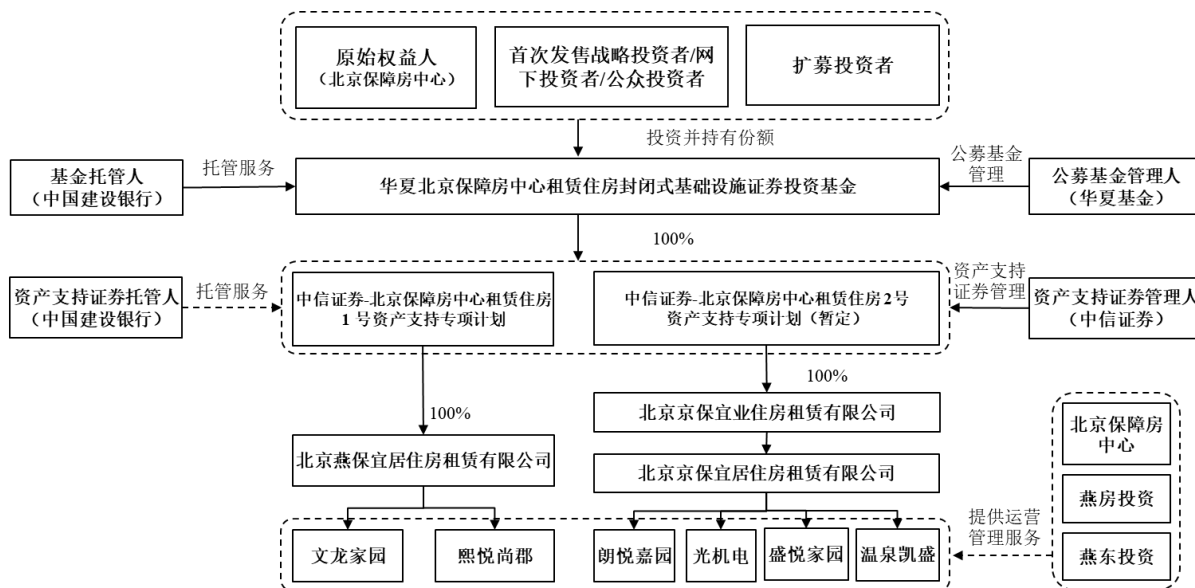 原始权益人
（北京保障房中心）
首次发售战略投资者/网
下投资者/公众投资者
扩募投资者
投资并持有份额
基金托管人
（中国建设银行）
托管服务
华夏北京保障房中心租赁住房封闭式基础设施证券投资基金
公募基金
管理
公募基金管理人
（华夏基金）
100%
资产支持证券托管人
（中国建设银行）
托管服务
中信证券-北京保障房中心租赁住房
1号资产支持专项计划
中信证券-北京保障房中心租赁住房2号
资产支持专项计划（暂定）
资产支持
证券管理
资产支持证券管理人
（中信证券）
100%
100%
北京京保宜业住房租赁有限公司
北京燕保宜居住房租赁有限公司
北京京保宜居住房租赁有限公司
文龙家园
熙悦尚郡
朗悦嘉园
光机电
盛悦家园
温泉凯盛
提供运营
管理服务
北京保障房
中心
燕房投资
燕东投资